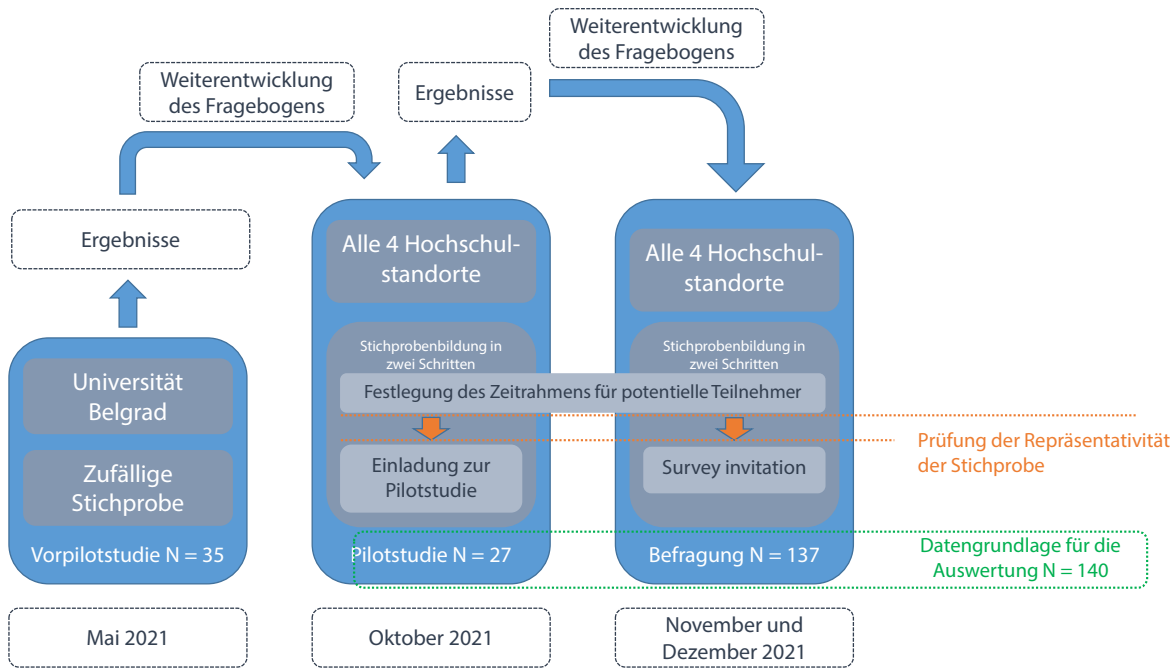 Weiterentwicklung
des Fragebogens
Ergebnisse
Weiterentwicklung
des Fragebogens
Ergebnisse
Universität
Belgrad
Zufällige
Stichprobe
Vorpilotstudie N = 35
Mai 2021
Alle 4 Hochschul-
standorte
Stichprobenbildung in
zwei Schritten
Alle 4 Hochschul-
standorte
Stichprobenbildung in
zwei Schritten
Festlegung des Zeitrahmens für potentielle Teilnehmer
Einladung zur
Pilotstudie
Survey invitation
Prüfung der Repräsentativität
der Stichprobe
Pilotstudie N = 27
Befragung N = 137
Datengrundlage für die
Auswertung N = 140
Oktober 2021
November und
Dezember 2021